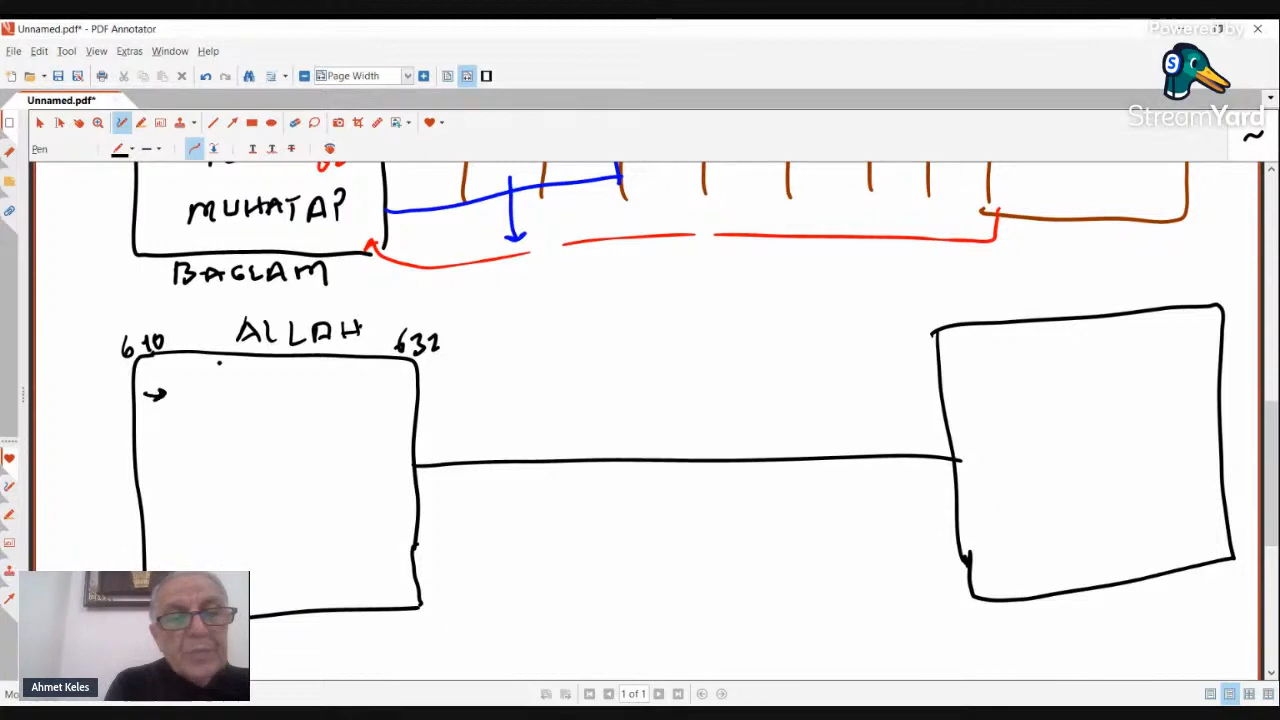 Unnamed.pdf* - PDF Annotator
Powered by
File Edit Tool View Extras Window Help
Page Width
S
StreamYard
Unnamed.pdf*
Pen
MUHATAP
BAGLAM
ALLAH
610
632
Ahmet Keles
1 of 1